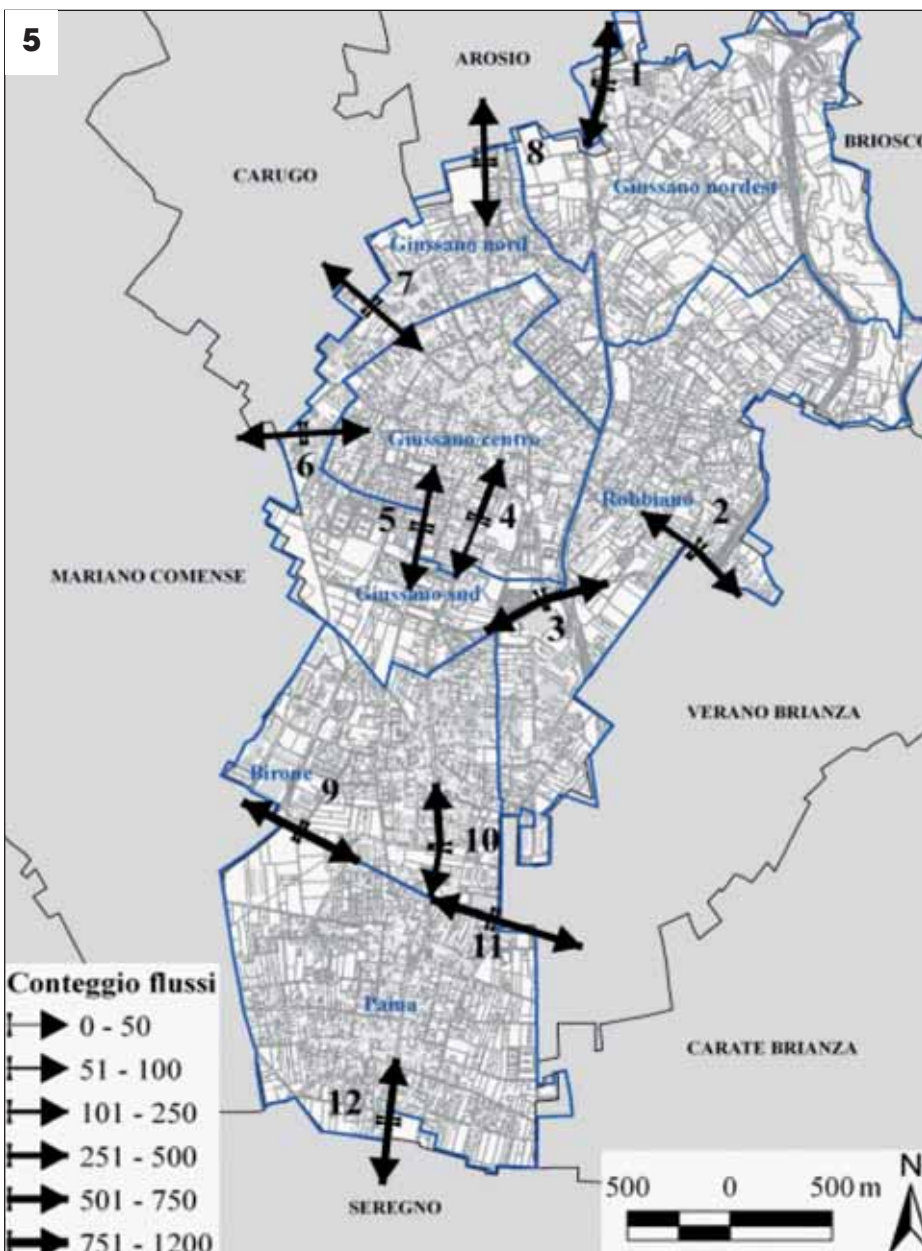 5
AROSIO
1
BRIOSCO
8
CARUGO
Giussano nordest
Giussano nord
7
Giussano centro
6
Robbiano
2
5
4
MARIANO COMENSE
Giussano sud
3
VERANO BRIANZA
Birone
9
10
11
Conteggio flussi
0 - 50
51 - 100
101 - 250
251 - 500
501 - 750
751 - 1200
Paina
CARATE BRIANZA
12
SEREGNO
500 0 500 m
N